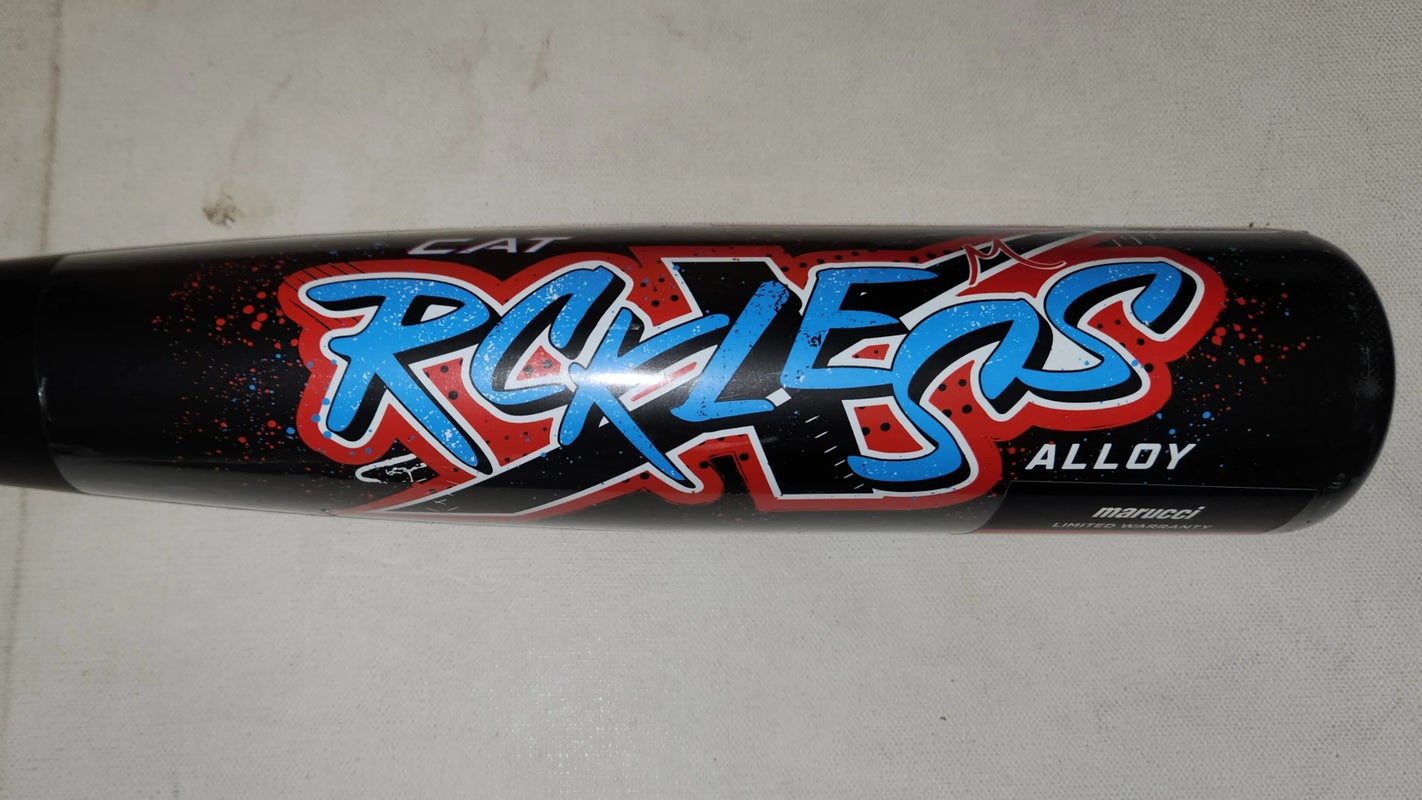 CAT
RCKLESS
ALLOY
marucci
LIMITED WARRANTY